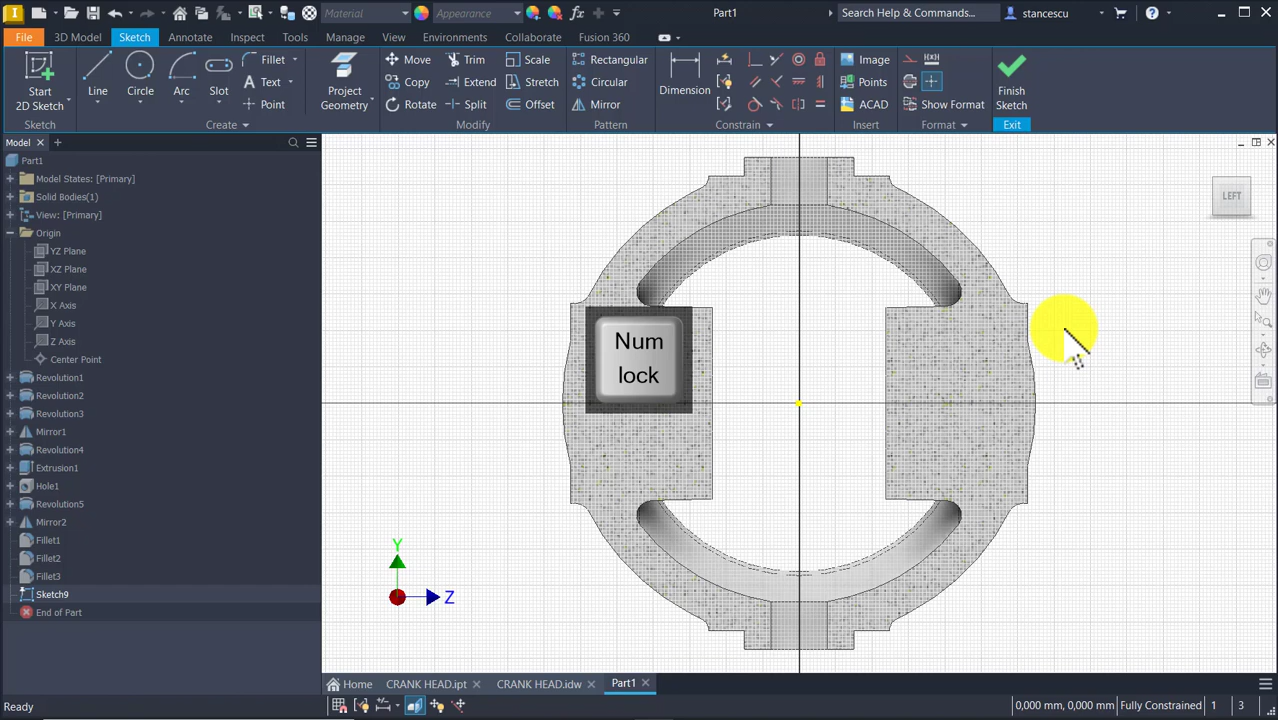 Material
Appearance
Part1
Search Help & Commands...
stancescu
File
3D Model
Sketch
Annotate
Inspect
Tools
Manage
View
Environments
Collaborate
Fusion 360
Start
2D Sketch
Line
Circle
Arc
Slot
Fillet
Text
Point
Project
Geometry
Move
Copy
Rotate
Trim
Extend
Split
Scale
Stretch
Offset
Rectangular
Circular
Mirror
Dimension
Image
Points
ACAD
Show Format
Finish
Sketch
Sketch
Create
Modify
Pattern
Constrain
Insert
Format
Exit
Model
Part1
Model States: [Primary]
Solid Bodies(1)
View: [Primary]
Origin
YZ Plane
XZ Plane
XY Plane
X Axis
Y Axis
Z Axis
Center Point
Revolution1
Revolution2
Revolution3
Mirror1
Revolution4
Extrusion1
Hole1
Revolution5
Mirror2
Fillet1
Fillet2
Fillet3
Sketch9
End of Part
LEFT
Num
lock
Y
Z
Home
CRANK HEAD.ipt
CRANK HEAD.idw
Part1
Ready
0,000 mm, 0,000 mm
Fully Constrained
1
3